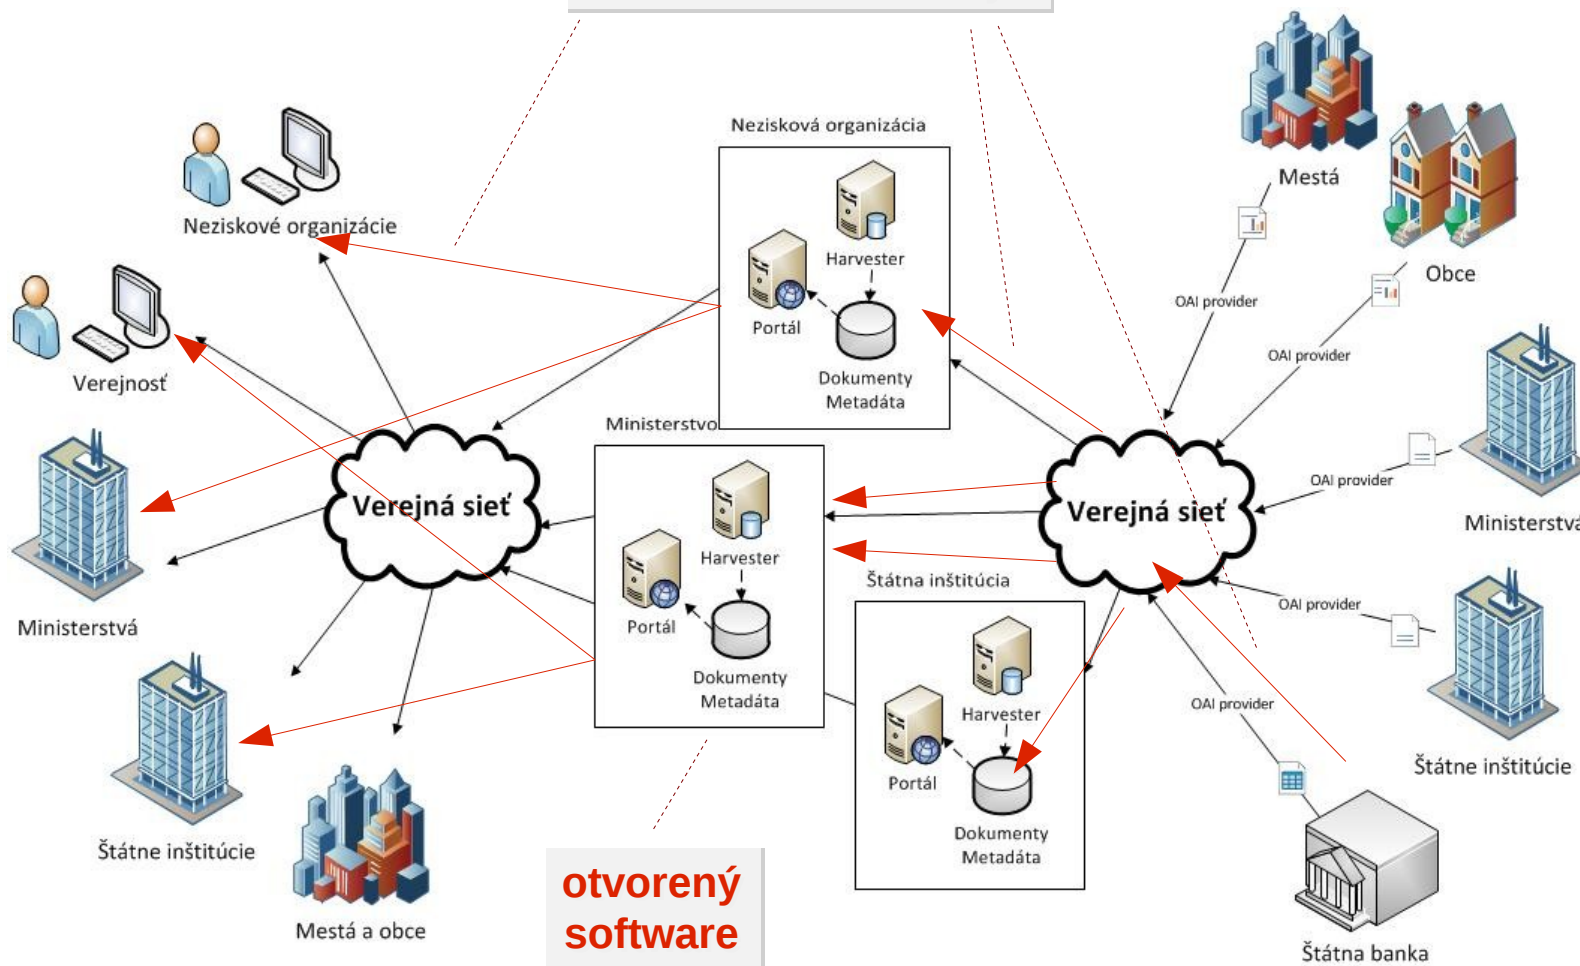 Nezisková organizácia
Mestá
Neziskové organizácie
Harvester
Portál
Obce
OAI provider
OAI provider
Verejnosť
Dokumenty
Metadáta
Ministerstvo
Verejná sieť
Verejná sieť
OAI provider
Ministerstvá
Harvester
Štátna inštitúcia
OAI provider
Portál
Ministerstvá
Dokumenty
Metadáta
Harvester
OAI provider
Portál
Štátne inštitúcie
Štátne inštitúcie
Dokumenty
Metadáta
otvorený
software
Mestá a obce
Štátna banka